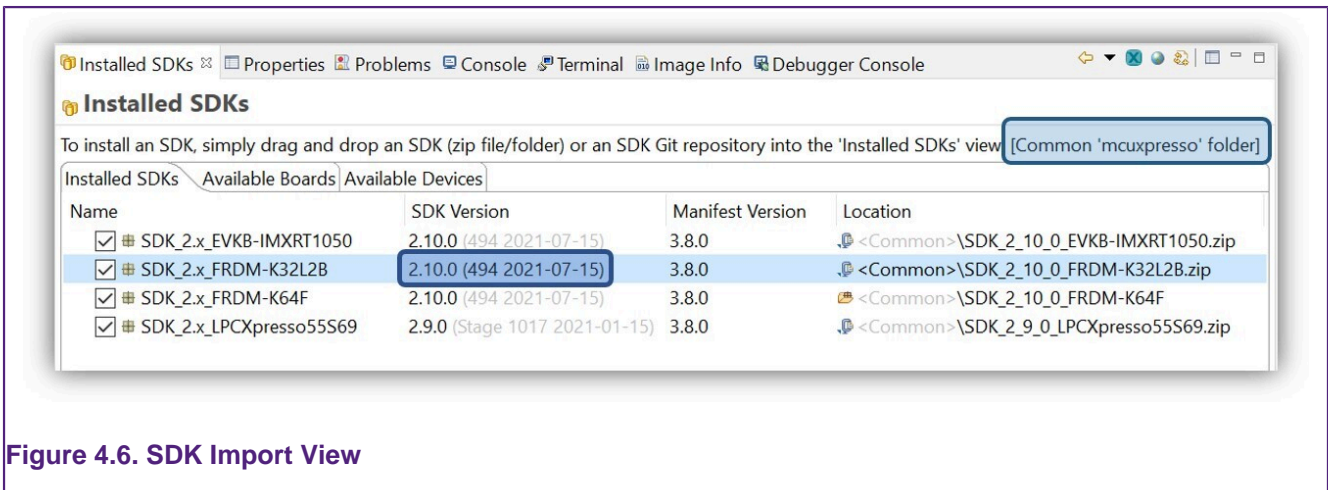 Installed SDKs Properties Problems Console Terminal Image Info Debugger Console
Installed SDKs
To install an SDK, simply drag and drop an SDK (zip file/folder) or an SDK Git repository into the 'Installed SDKs' view [Common 'mcuxpresso' folder]
Installed SDKs Available Boards Available Devices
Name SDK Version Manifest Version Location
SDK_2.x_EVKB-IMXRT1050 2.10.0 (494 2021-07-15) 3.8.0 <Common>\SDK_2_10_0_EVKB-IMXRT1050.zip
SDK_2.x_FRDM-K32L2B 2.10.0 (494 2021-07-15) 3.8.0 <Common>\SDK_2_10_0_FRDM-K32L2B.zip
SDK_2.x_FRDM-K64F 2.10.0 (494 2021-07-15) 3.8.0 <Common>\SDK_2_10_0_FRDM-K64F
SDK_2.x_LPCXpresso55S69 2.9.0 (Stage 1017 2021-01-15) 3.8.0 <Common>\SDK_2_9_0_LPCXpresso55S69.zip
Figure 4.6. SDK Import View